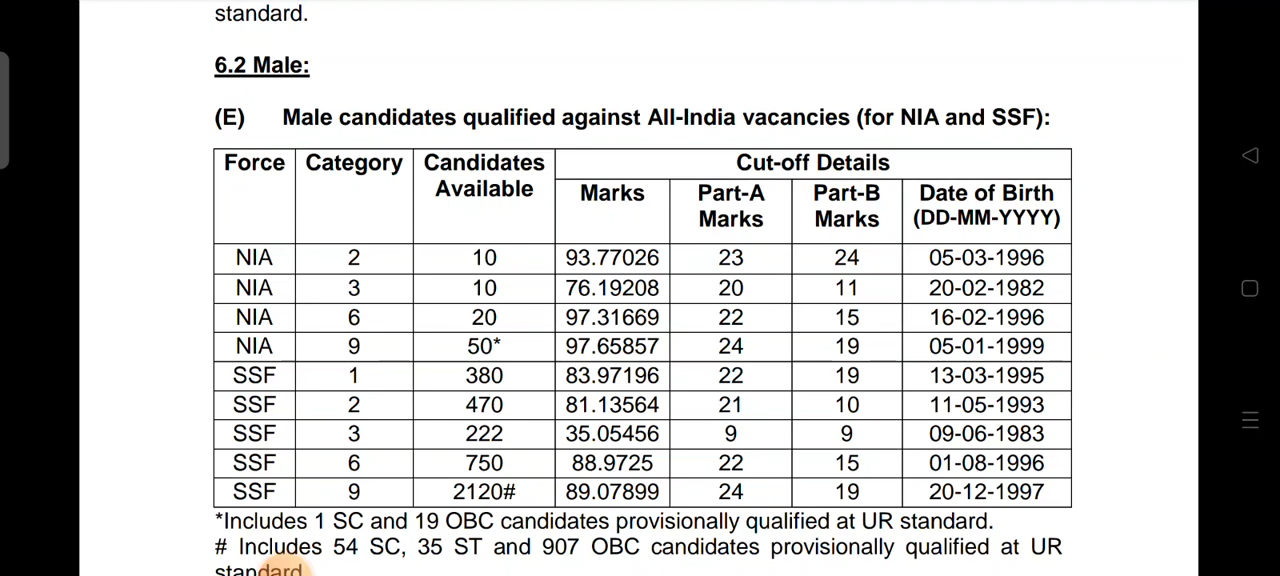 standard.
6.2 Male:
(E) Male candidates qualified against All-India vacancies (for NIA and SSF):
Force Category Candidates Available Cut-off Details
Marks Part-A Marks Part-B Marks Date of Birth (DD-MM-YYYY)
NIA 2 10 93.77026 23 24 05-03-1996
NIA 3 10 76.19208 20 11 20-02-1982
NIA 6 20 97.31669 22 15 16-02-1996
NIA 9 50* 97.65857 24 19 05-01-1999
SSF 1 380 83.97196 22 19 13-03-1995
SSF 2 470 81.13564 21 10 11-05-1993
SSF 3 222 35.05456 9 9 09-06-1983
SSF 6 750 88.9725 22 15 01-08-1996
SSF 9 2120# 89.07899 24 19 20-12-1997
*Includes 1 SC and 19 OBC candidates provisionally qualified at UR standard.
# Includes 54 SC, 35 ST and 907 OBC candidates provisionally qualified at UR
standard